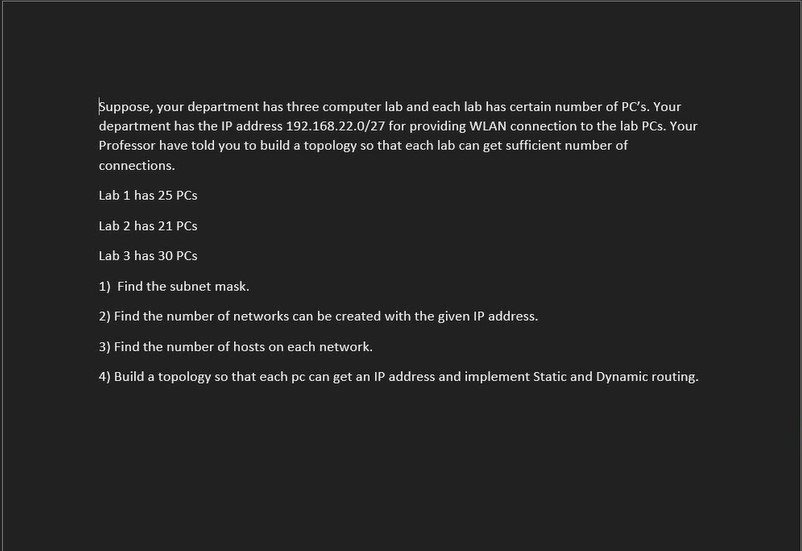 Suppose, your department has three computer lab and each lab has certain number of PC’s. Your
department has the IP address 192.168.22.0/27 for providing WLAN connection to the lab PCs. Your
Professor have told you to build a topology so that each lab can get sufficient number of
connections.
Lab 1 has 25 PCs
Lab 2 has 21 PCs
Lab 3 has 30 PCs
1)  Find the subnet mask.
2) Find the number of networks can be created with the given IP address.
3) Find the number of hosts on each network.
4) Build a topology so that each pc can get an IP address and implement Static and Dynamic routing.